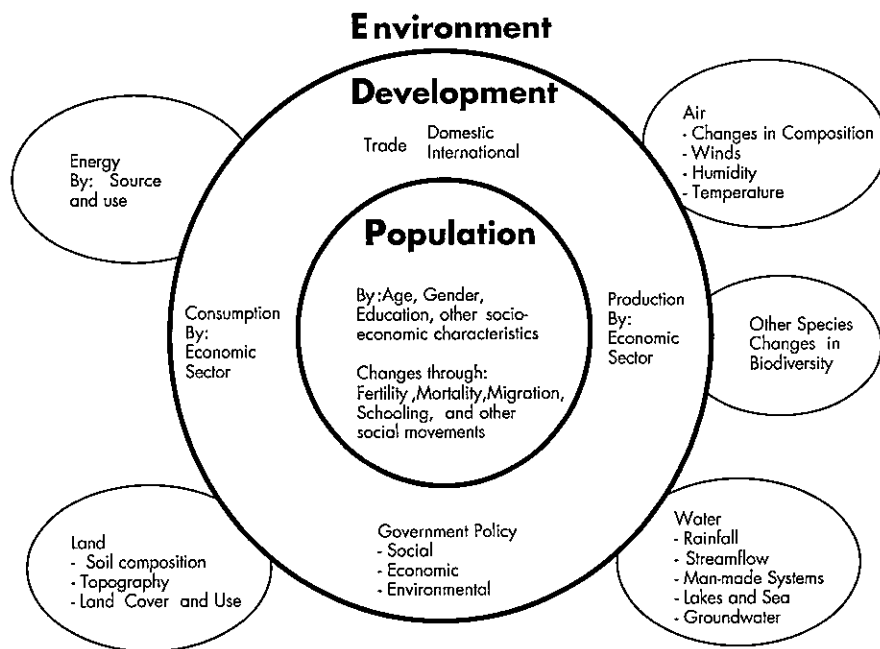 Environment
Development
Trade
Domestic
International
Energy
By: Source
and use
Air
- Changes in Composition
- Winds
- Humidity
- Temperature
Population
By:Age, Gender,
Education, other socio-
economic characteristics
Changes through:
Fertility,Mortality,Migration,
Schooling, and other
social movements
Consumption
By:
Economic
Sector
Production
By:
Economic
Sector
Other Species
Changes in
Biodiversity
Land
- Soil composition
- Topography
- Land Cover and Use
Government Policy
- Social
- Economic
- Environmental
Water
- Rainfall
- Streamflow
- Man-made Systems
- Lakes and Sea
- Groundwater